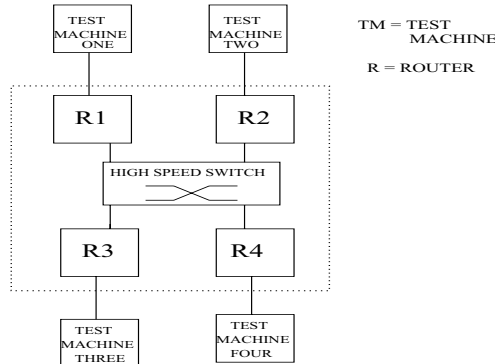 TEST
MACHINE
ONE
TEST
MACHINE
TWO
TM = TEST
MACHINE
R = ROUTER
R1
R2
HIGH SPEED SWITCH
R3
R4
TEST
MACHINE
THREE
TEST
MACHINE
FOUR